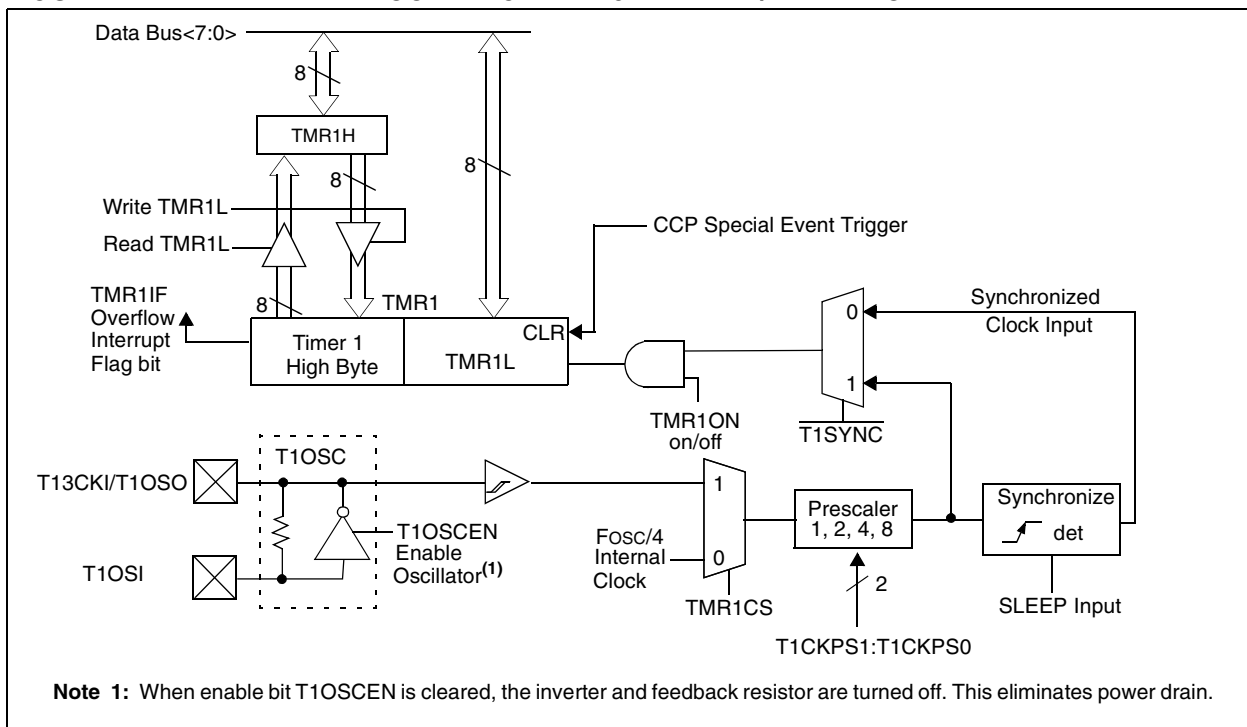 Data Bus<7:0>
8
TMR1H
8
8
Write TMR1L
Read TMR1L
CCP Special Event Trigger
TMR1IF
Overflow
Interrupt
Flag bit
8
TMR1
Timer 1
High Byte
TMR1L
CLR
0
1
Synchronized
Clock Input
TMR1ON
on/off
T1SYNC
T1OSC
T13CKI/T1OSO
T1OSI
T1OSCEN
Enable
Oscillator(1)
FOSC/4
Internal
Clock
1
0
TMR1CS
Prescaler
1, 2, 4, 8
2
T1CKPS1:T1CKPS0
Synchronize
det
SLEEP Input
Note 1: When enable bit T1OSCEN is cleared, the inverter and feedback resistor are turned off. This eliminates power drain.